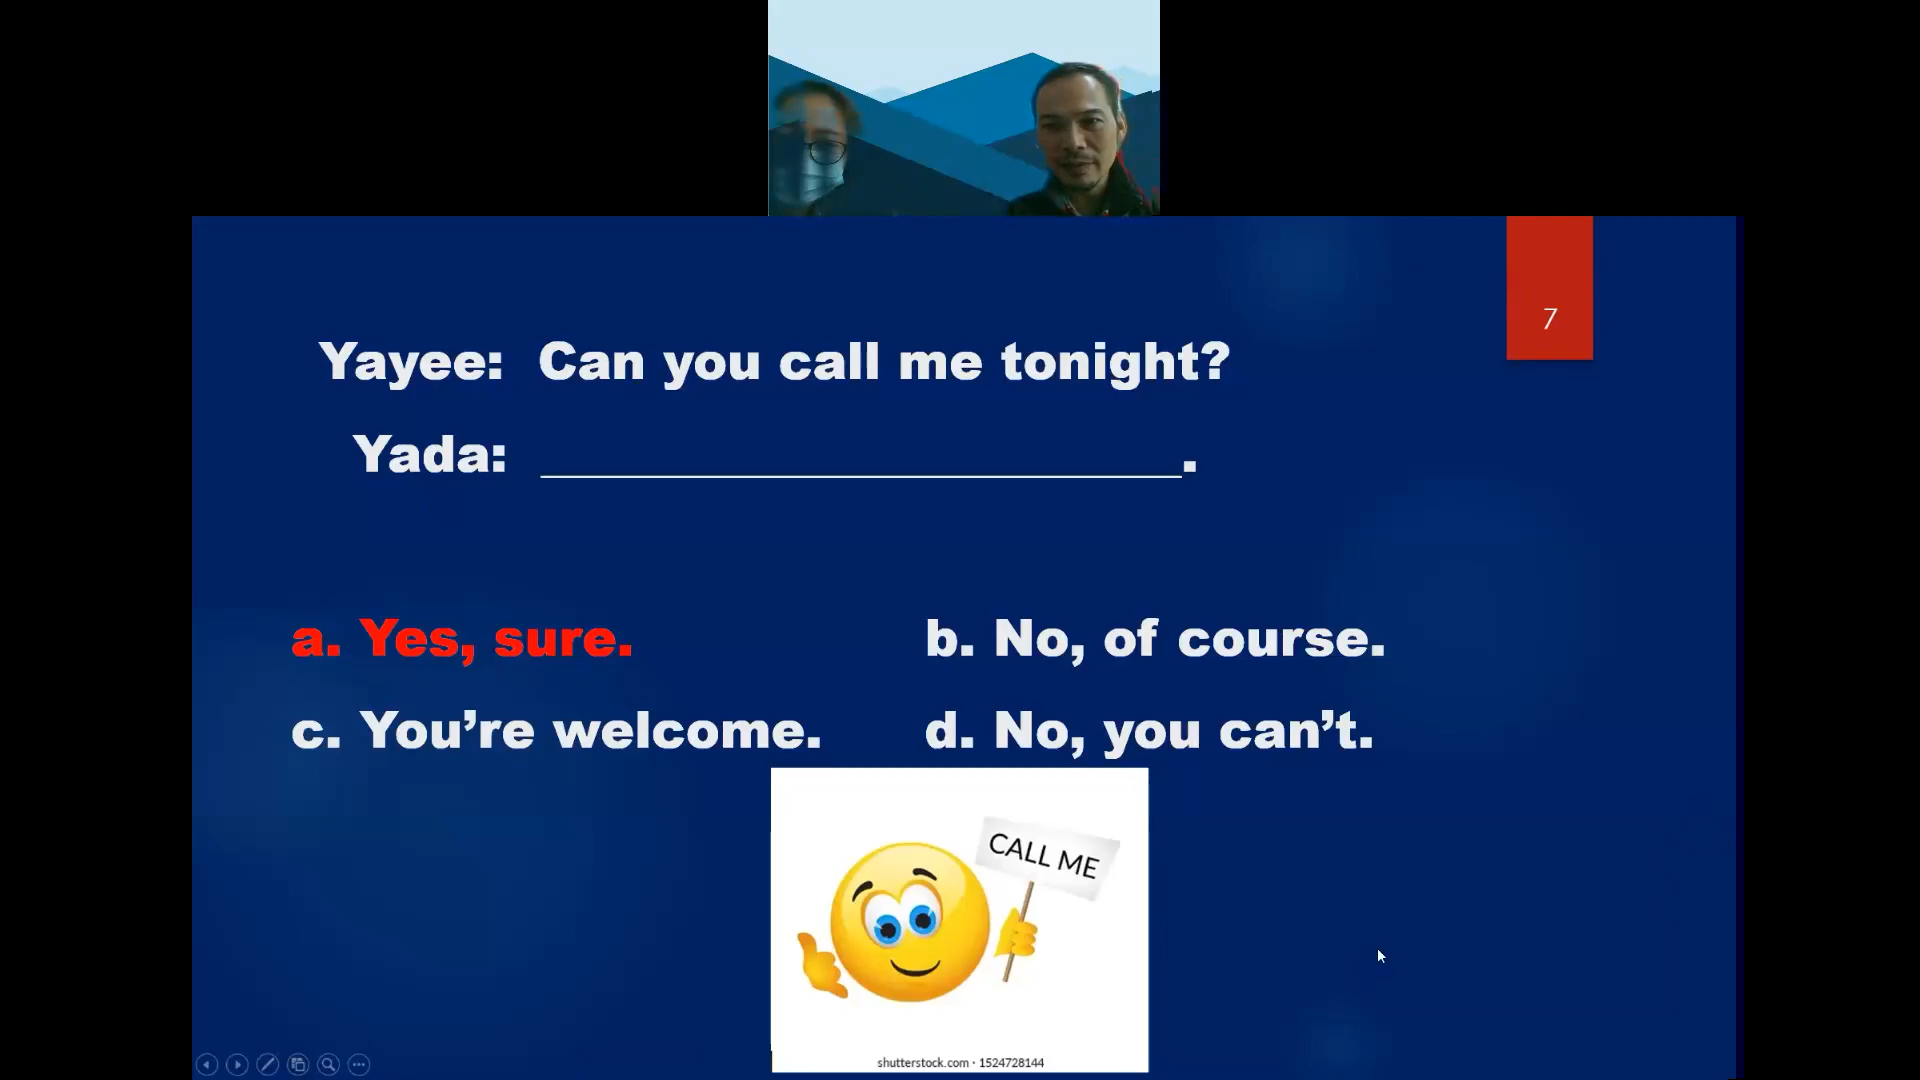 7
Yayee: Can you call me tonight?
Yada: ______________________.
a. Yes, sure.
b. No, of course.
c. You’re welcome.
d. No, you can’t.
CALL ME
shutterstock.com · 1524728144